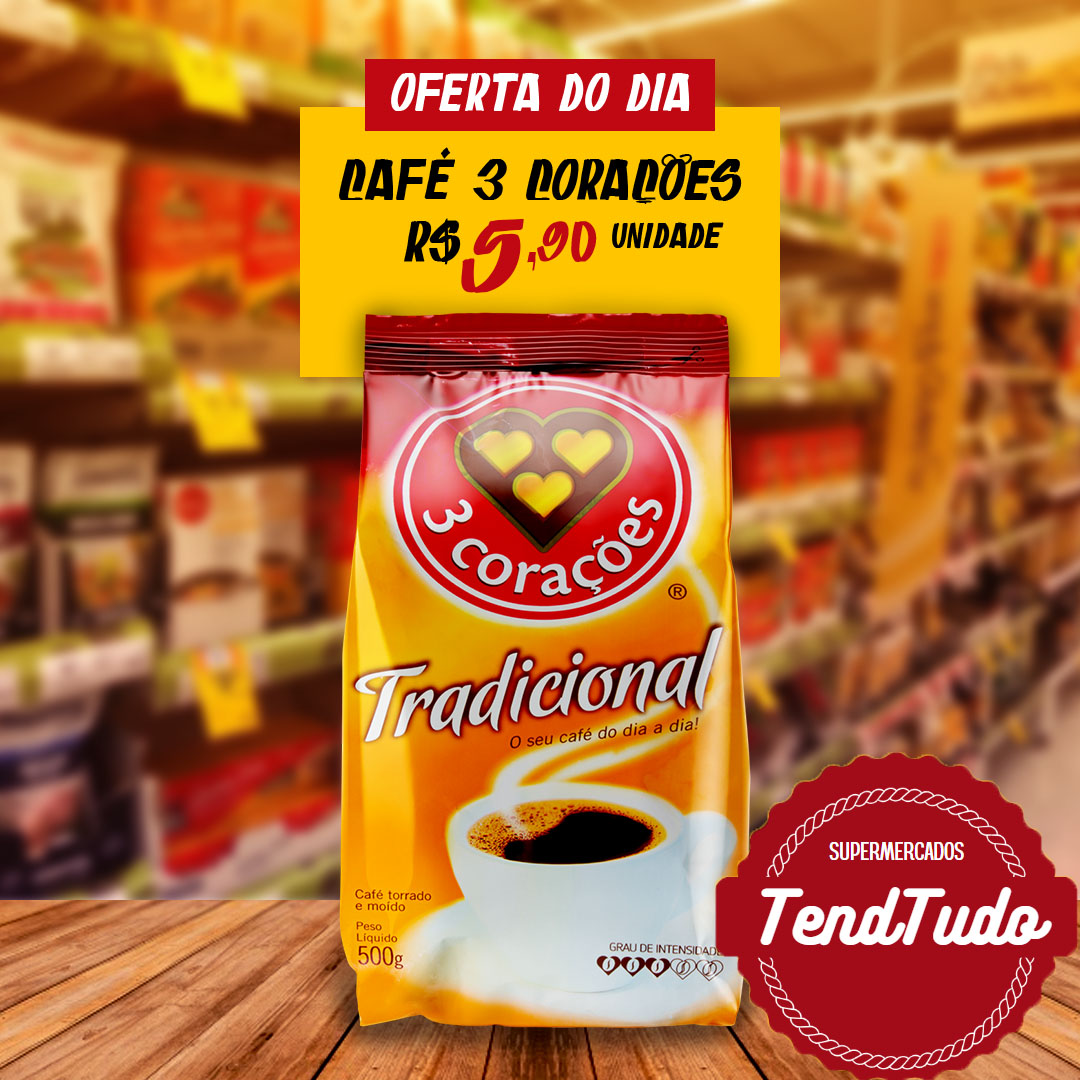 OFERTA DO DIA
CAFÉ 3 CORAÇÕES
R$ 5,90 UNIDADE
3 corações
®
Tradicional
O seu café do dia a dia!
Café torrado
e moído
Peso
Líquido
500g
GRAU DE INTENSIDADE
SUPERMERCADOS
TendTudo